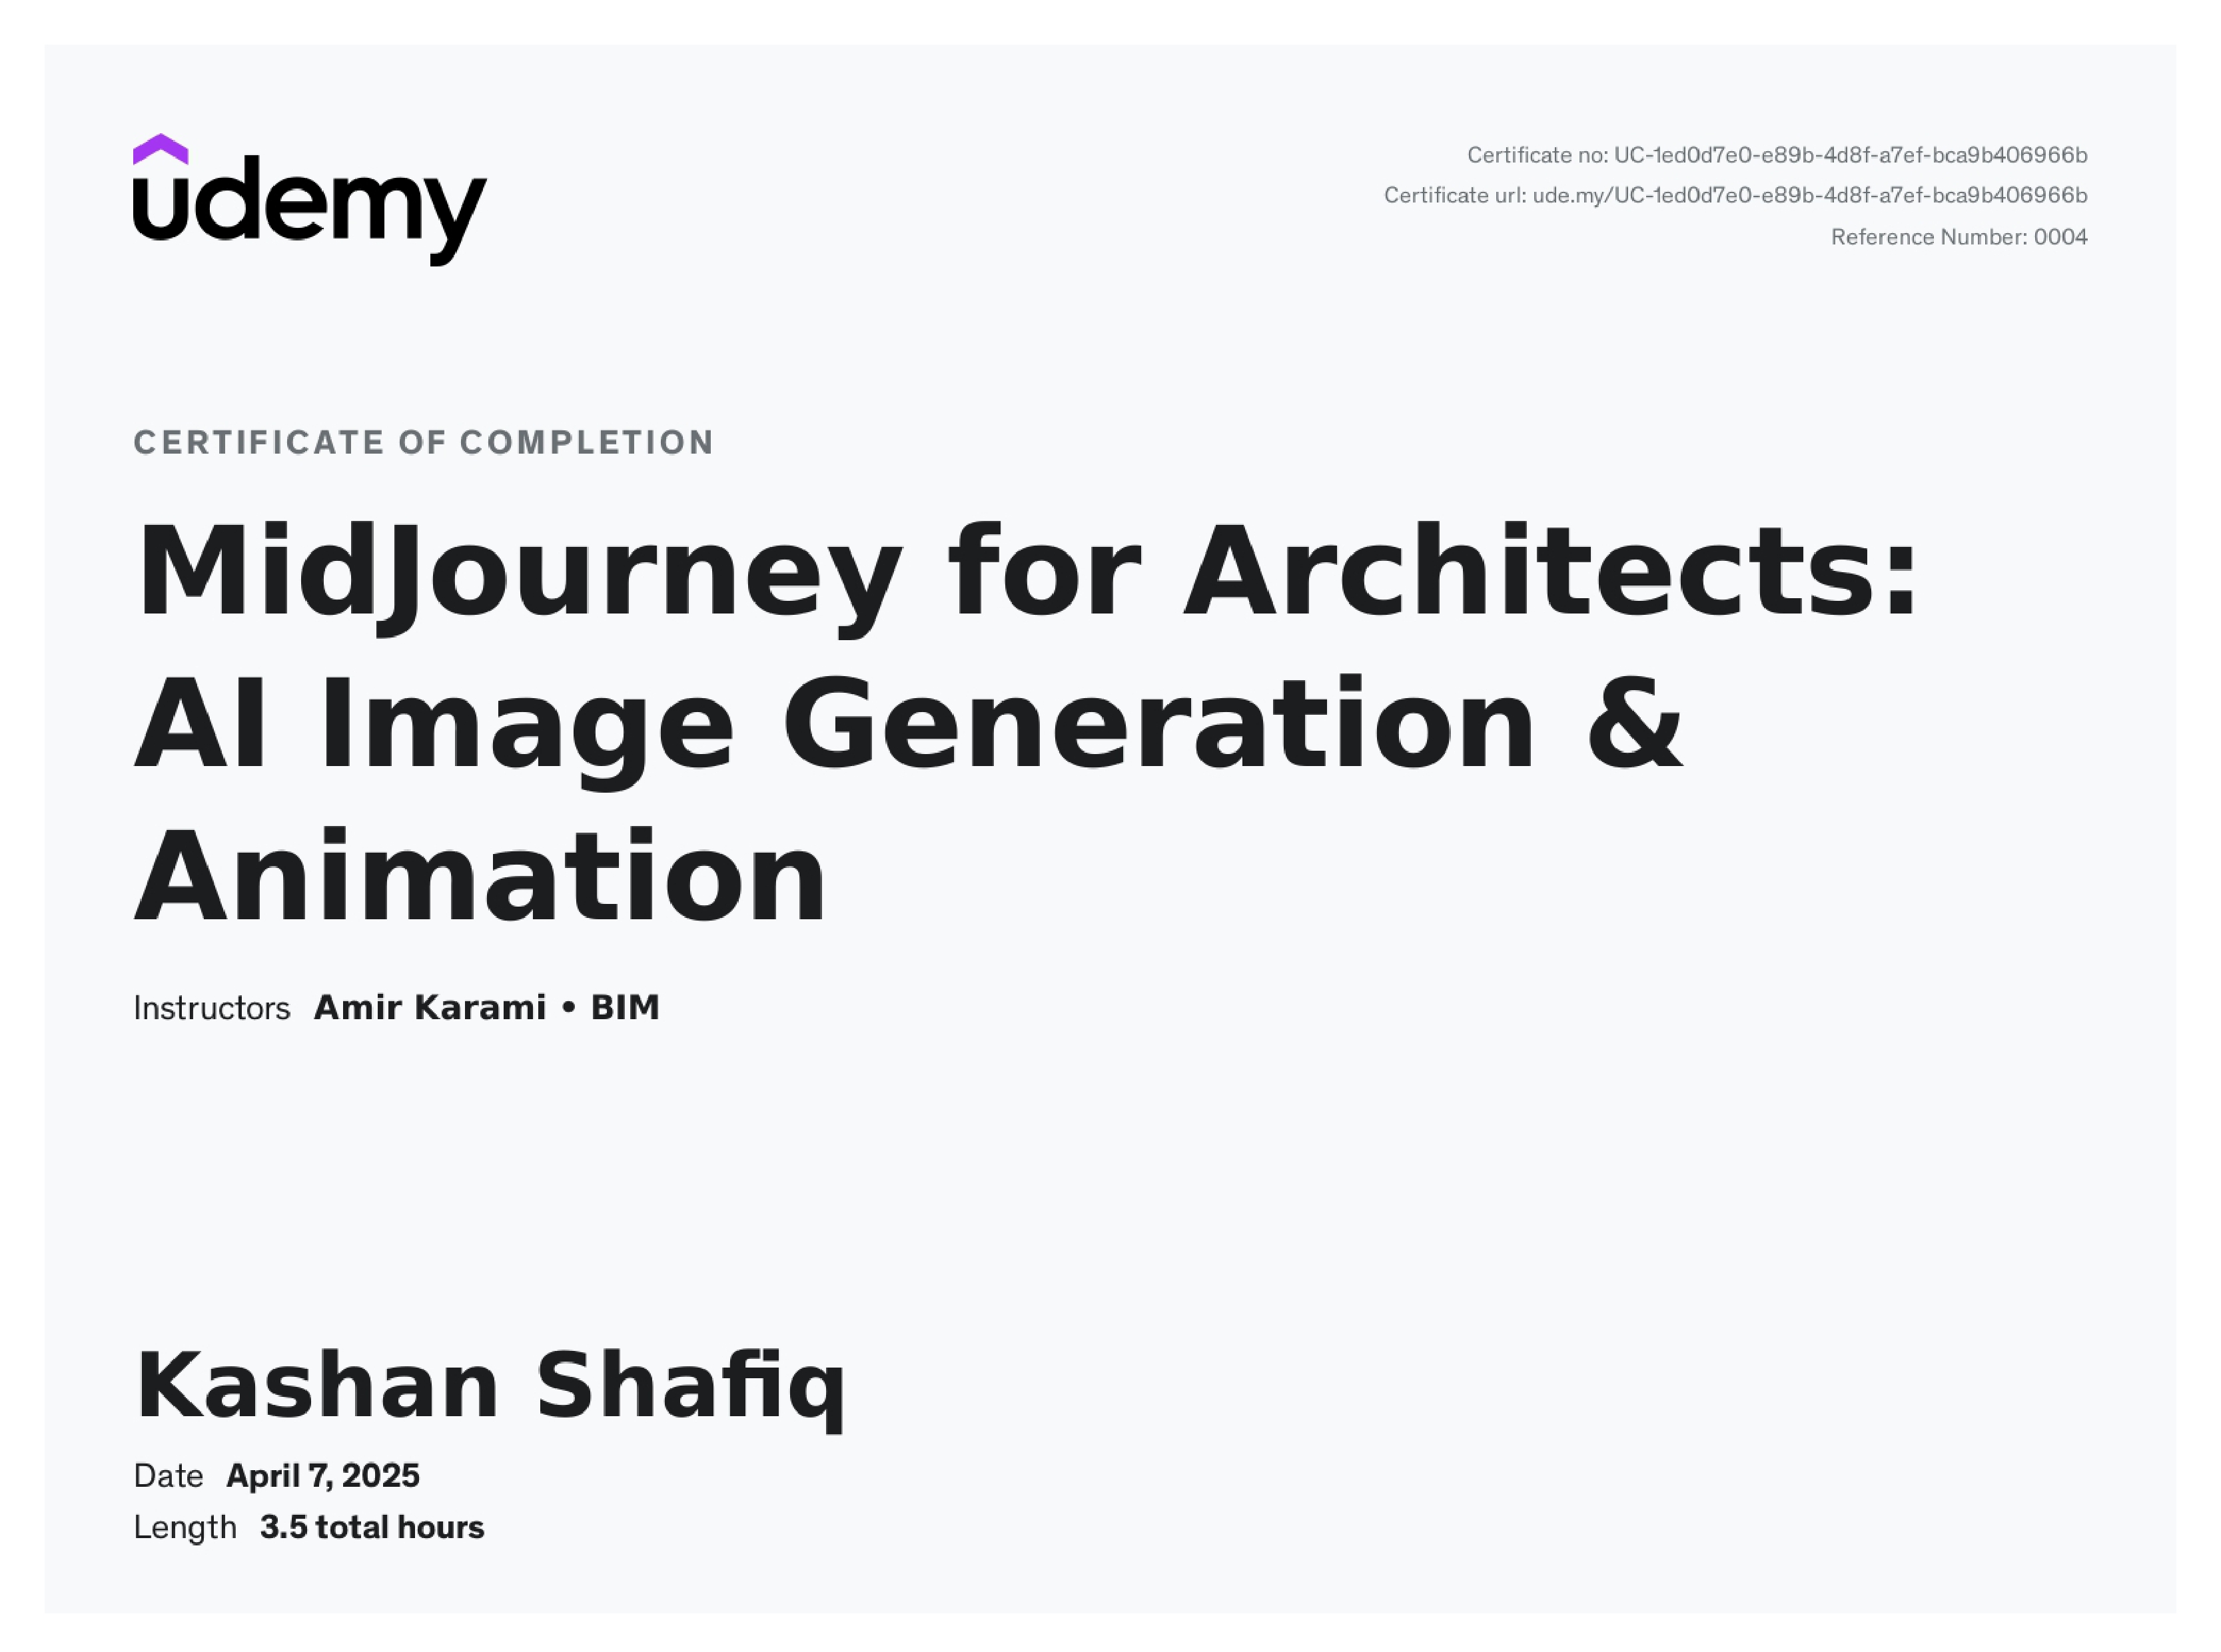 udemy
Certificate no: UC-1ed0d7e0-e89b-4d8f-a7ef-bca9b406966b
Certificate url: ude.my/UC-1ed0d7e0-e89b-4d8f-a7ef-bca9b406966b
Reference Number: 0004
CERTIFICATE OF COMPLETION
MidJourney for Architects:
AI Image Generation &
Animation
Instructors Amir Karami • BIM
Kashan Shafiq
Date April 7, 2025
Length 3.5 total hours